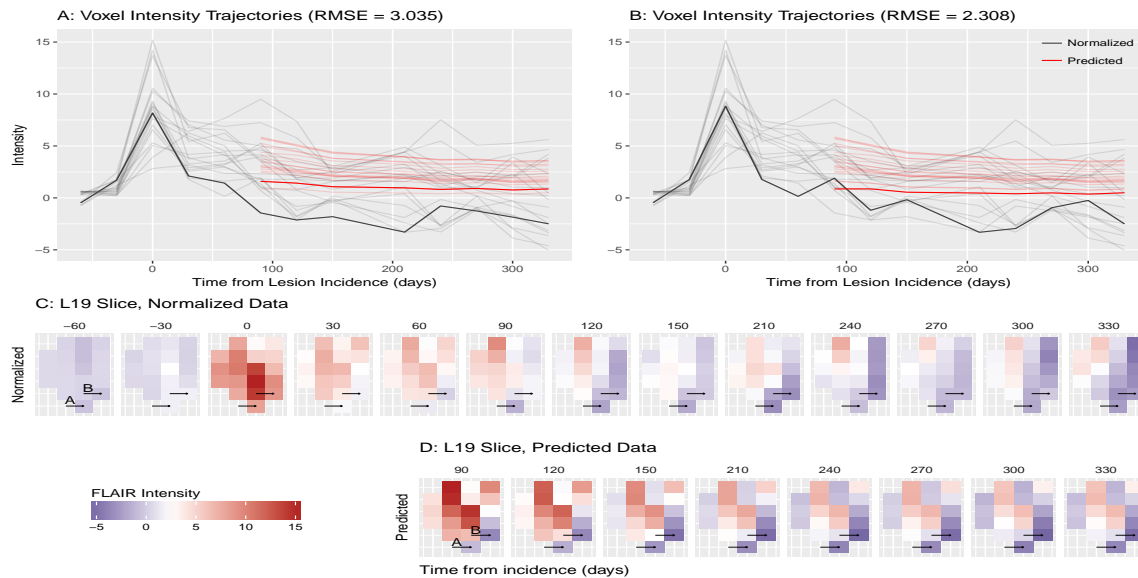 A: Voxel Intensity Trajectories (RMSE = 3.035)
B: Voxel Intensity Trajectories (RMSE = 2.308)
Intensity
15
10
5
0
−5
0 100 200 300
Time from Lesion Incidence (days)
15
10
5
0
−5
0 100 200 300
Time from Lesion Incidence (days)
Normalized
Predicted
C: L19 Slice, Normalized Data
−60 −30 0 30 60 90 120 150 210 240 270 300 330
Normalized
B
A
D: L19 Slice, Predicted Data
90 120 150 210 240 270 300 330
Predicted
B
A
Time from incidence (days)
FLAIR Intensity
−5 0 5 10 15